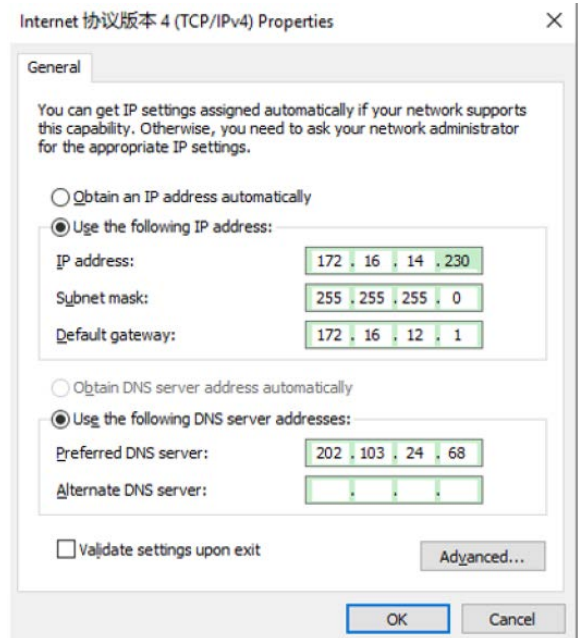 Internet 协议版本 4 (TCP/IPv4) Properties
General
You can get IP settings assigned automatically if your network supports
this capability. Otherwise, you need to ask your network administrator
for the appropriate IP settings.
Obtain an IP address automatically
Use the following IP address:
IP address: 172 . 16 . 14 . 230
Subnet mask: 255 . 255 . 255 . 0
Default gateway: 172 . 16 . 12 . 1
Obtain DNS server address automatically
Use the following DNS server addresses:
Preferred DNS server: 202 . 103 . 24 . 68
Alternate DNS server: . . .
Validate settings upon exit
Advanced...
OK Cancel